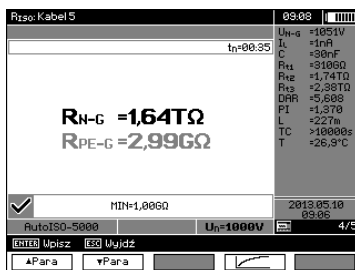 RISO: Kabel 5
09:08
tn=00:35
RN-G =1,64TΩ
RPE-G =2,99GΩ
MIN=1,00GΩ
AutoISO-5000
Un=1000V
UN-G =1051V
IL =1nA
C =30nF
Rt1 =310GΩ
Rt2 =1,74TΩ
Rt3 =2,38TΩ
DAR =5,608
PI =1,370
L =227m
TC >10000s
T =26,9°C
2013.05.10
09:06
4/5
ENTER Wpisz ESC Wyjdź
▲Para ▼Para